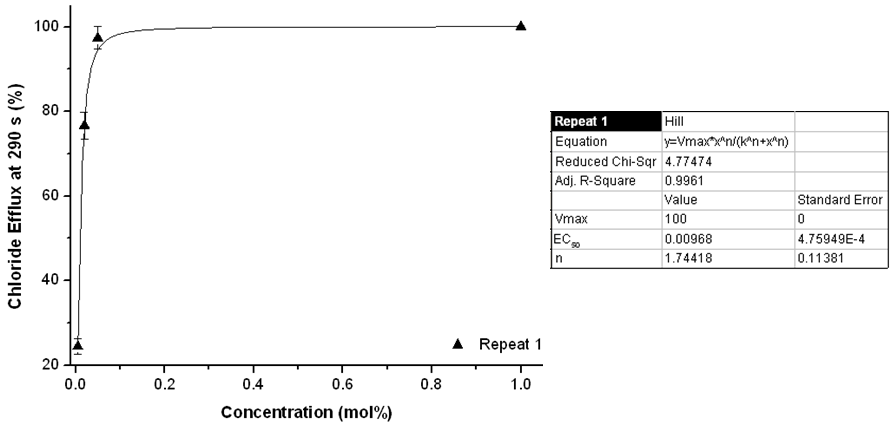 Chloride Efflux at 290 s (%)
100
80
60
40
20
0.0 0.2 0.4 0.6 0.8 1.0
Concentration (mol%)
Repeat 1
Repeat 1 Hill
Equation y=Vmax*x^n/(k^n+x^n)
Reduced Chi-Sqr 4.77474
Adj. R-Square 0.9961
Value Standard Error
Vmax 100 0
EC₅₀ 0.00968 4.75949E-4
n 1.74418 0.11381